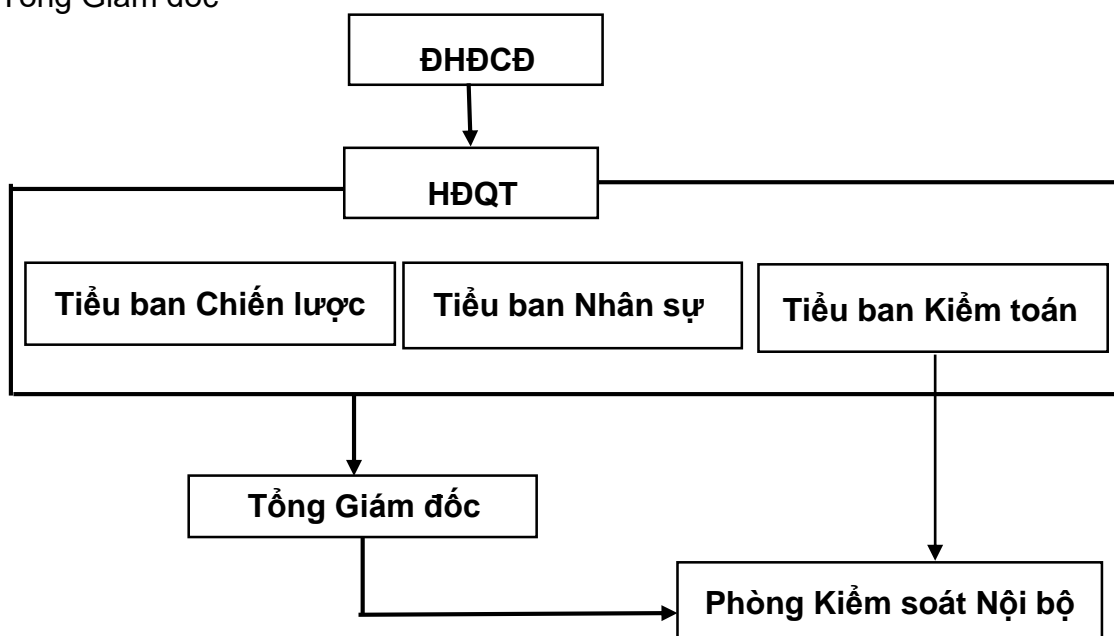 Tổng Giám đốc
ĐHĐCĐ
HĐQT
Tiểu ban Chiến lược
Tiểu ban Nhân sự
Tiểu ban Kiểm toán
Tổng Giám đốc
Phòng Kiểm soát Nội bộ